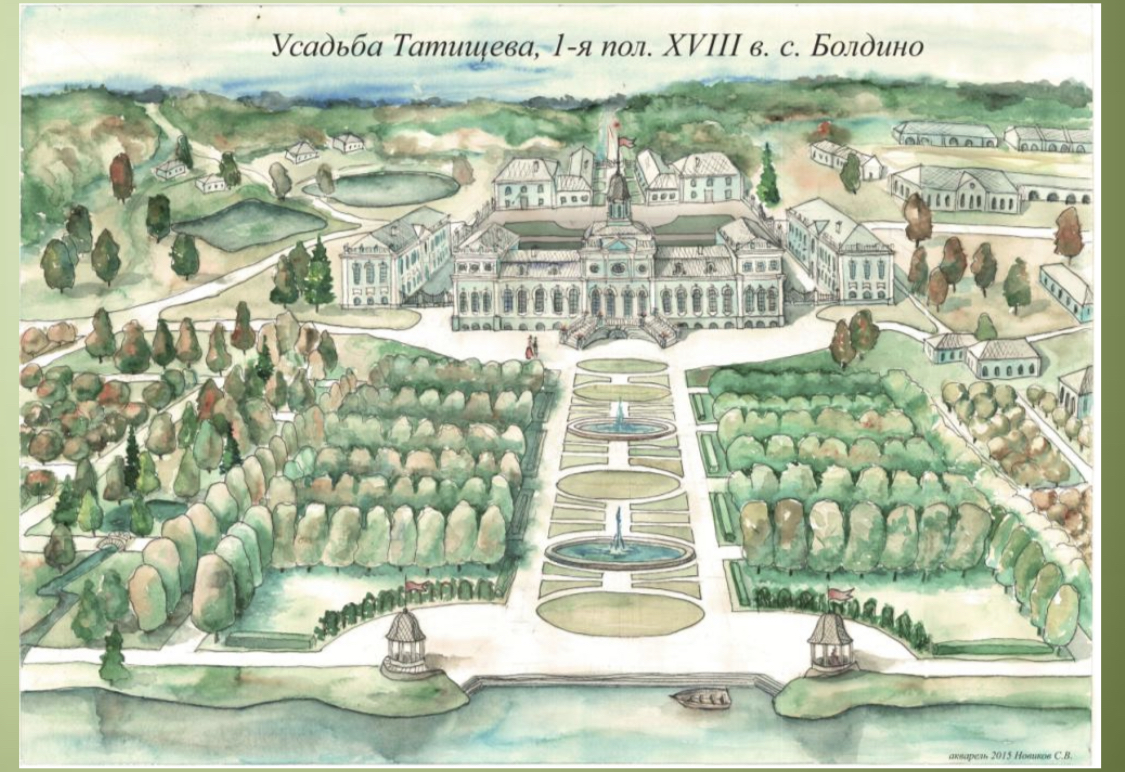 Усадьба Татищева, 1-я пол. XVIII в. с. Болдино
акварель 2015 Новиков С.В.